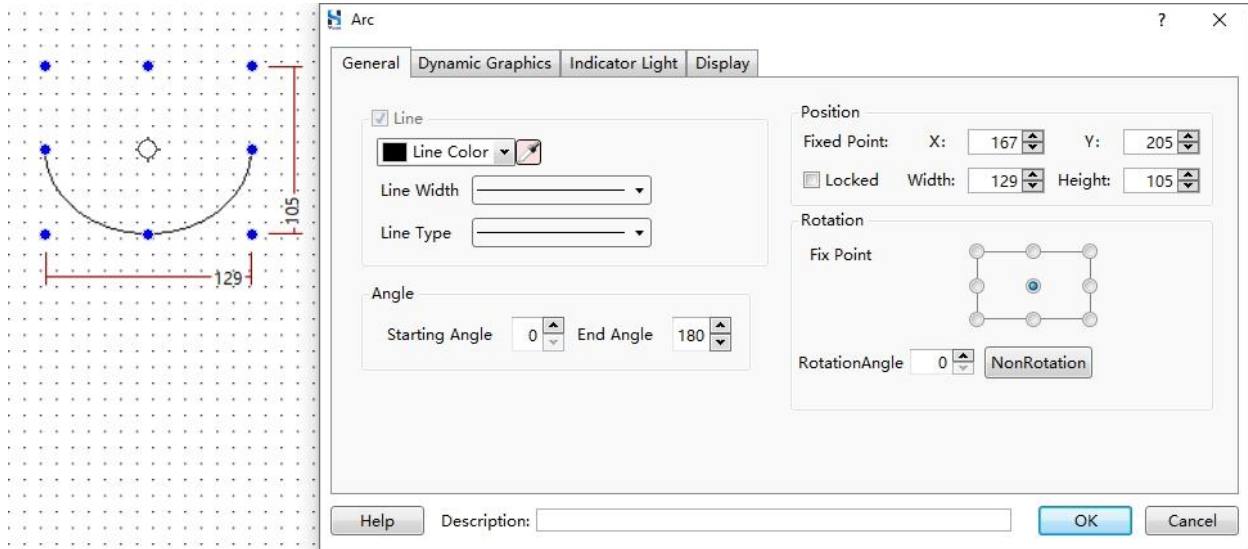 Arc
?
General Dynamic Graphics Indicator Light Display
Line
Line Color
Line Width
Line Type
Angle
Starting Angle 0 End Angle 180
Position
Fixed Point: X: 167 Y: 205
Locked Width: 129 Height: 105
Rotation
Fix Point
RotationAngle 0 NonRotation
Help Description: OK Cancel
105
129